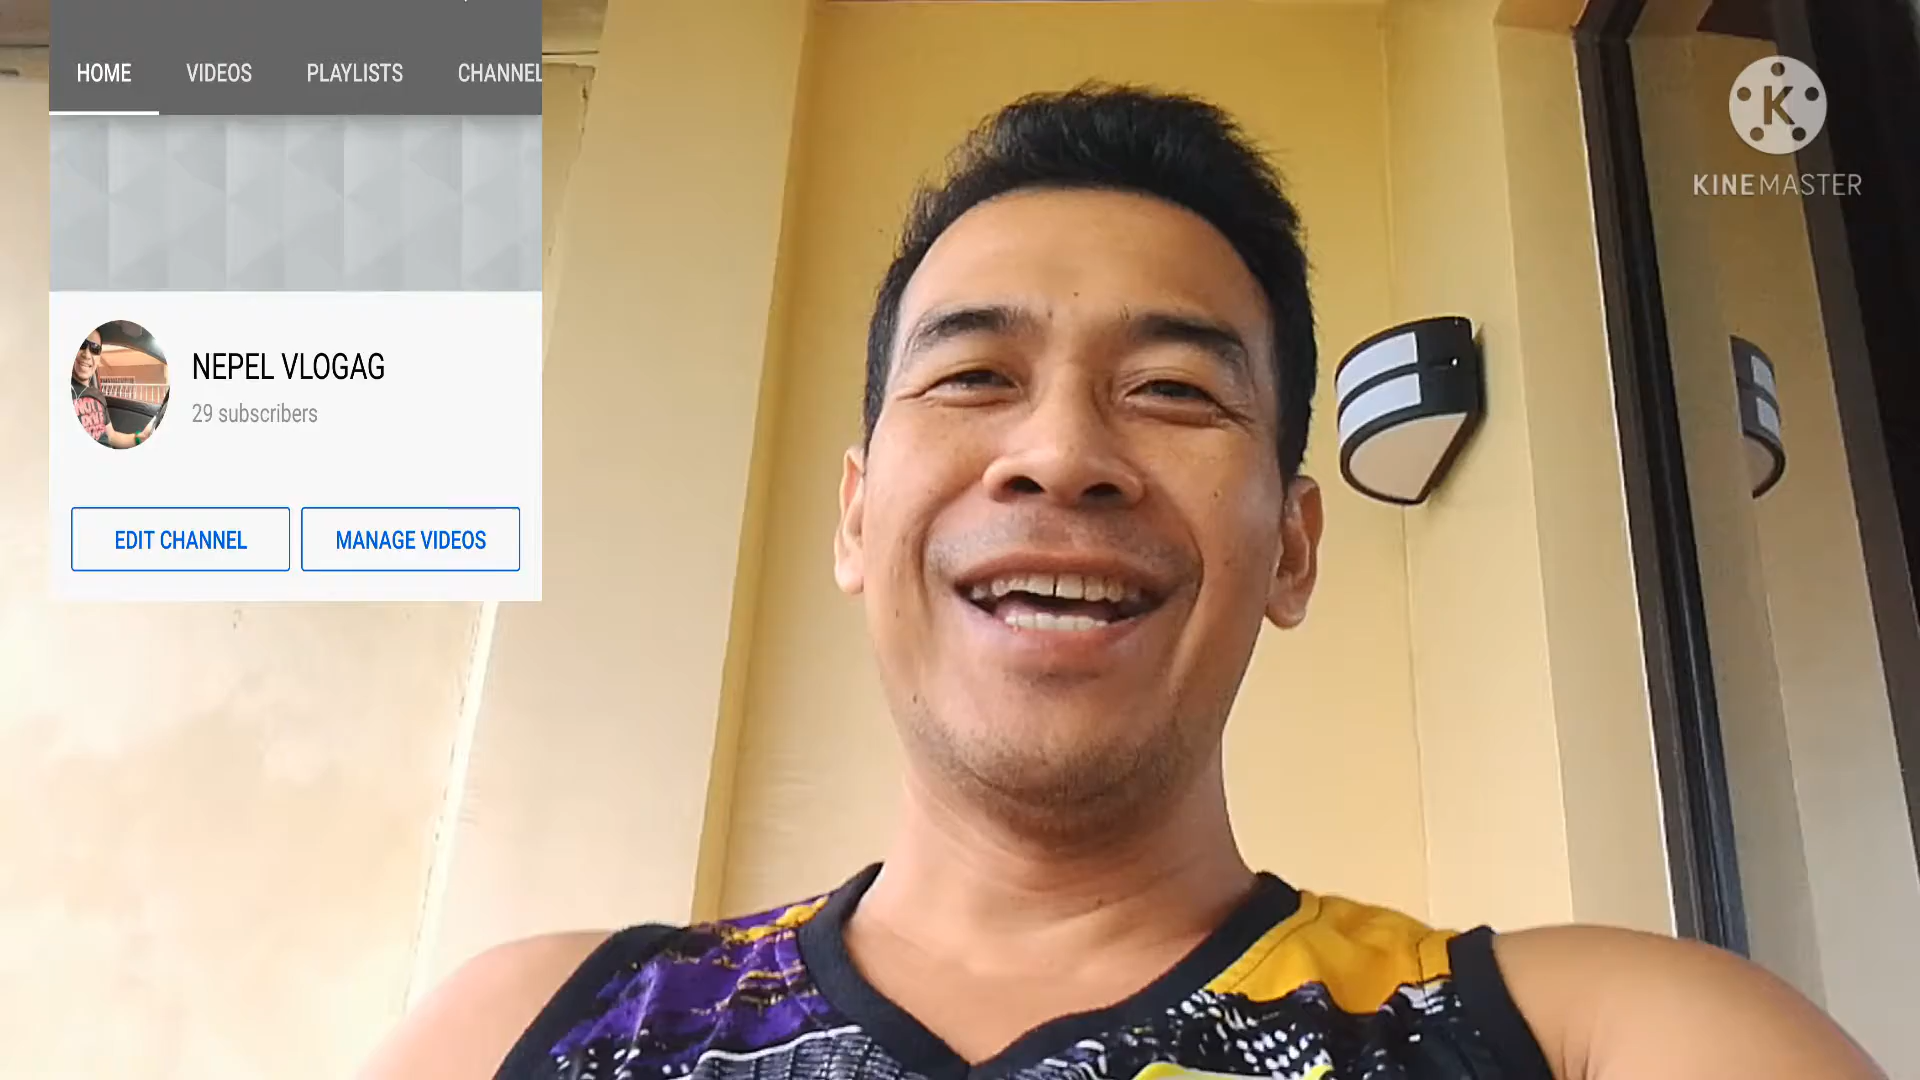 HOME VIDEOS PLAYLISTS CHANNEL
NEPEL VLOGAG
29 subscribers
EDIT CHANNEL MANAGE VIDEOS
K
KINEMASTER